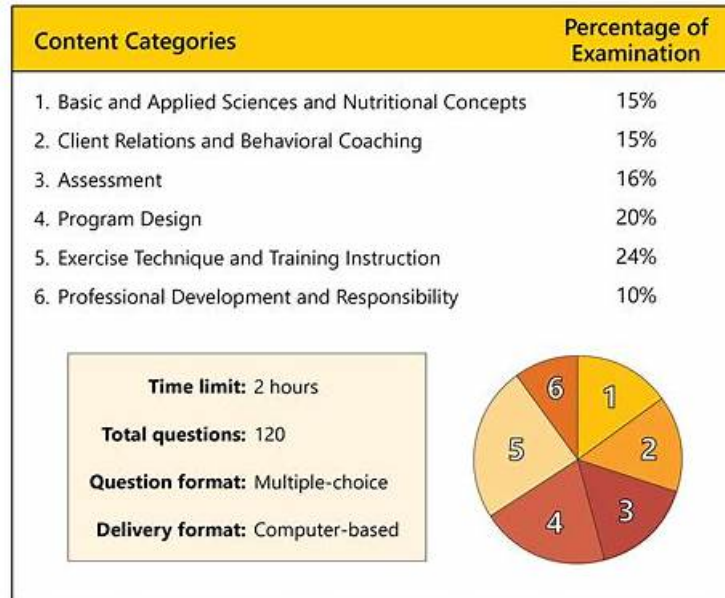 Content Categories
Percentage of
Examination
1. Basic and Applied Sciences and Nutritional Concepts 15%
2. Client Relations and Behavioral Coaching 15%
3. Assessment 16%
4. Program Design 20%
5. Exercise Technique and Training Instruction 24%
6. Professional Development and Responsibility 10%
Time limit: 2 hours
Total questions: 120
Question format: Multiple-choice
Delivery format: Computer-based
6
1
5
2
4
3